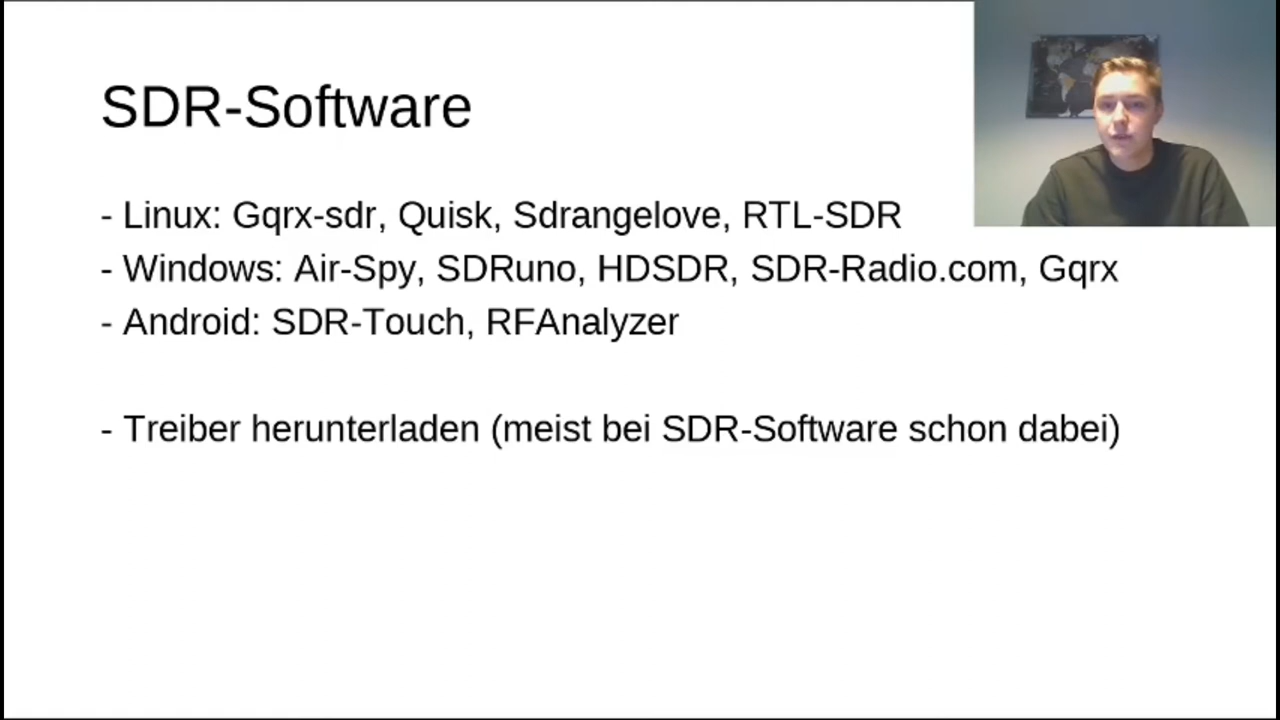 SDR-Software
- Linux: Gqrx-sdr, Quisk, Sdrangelove, RTL-SDR
- Windows: Air-Spy, SDRuno, HDSDR, SDR-Radio.com, Gqrx
- Android: SDR-Touch, RFAnalyzer
- Treiber herunterladen (meist bei SDR-Software schon dabei)